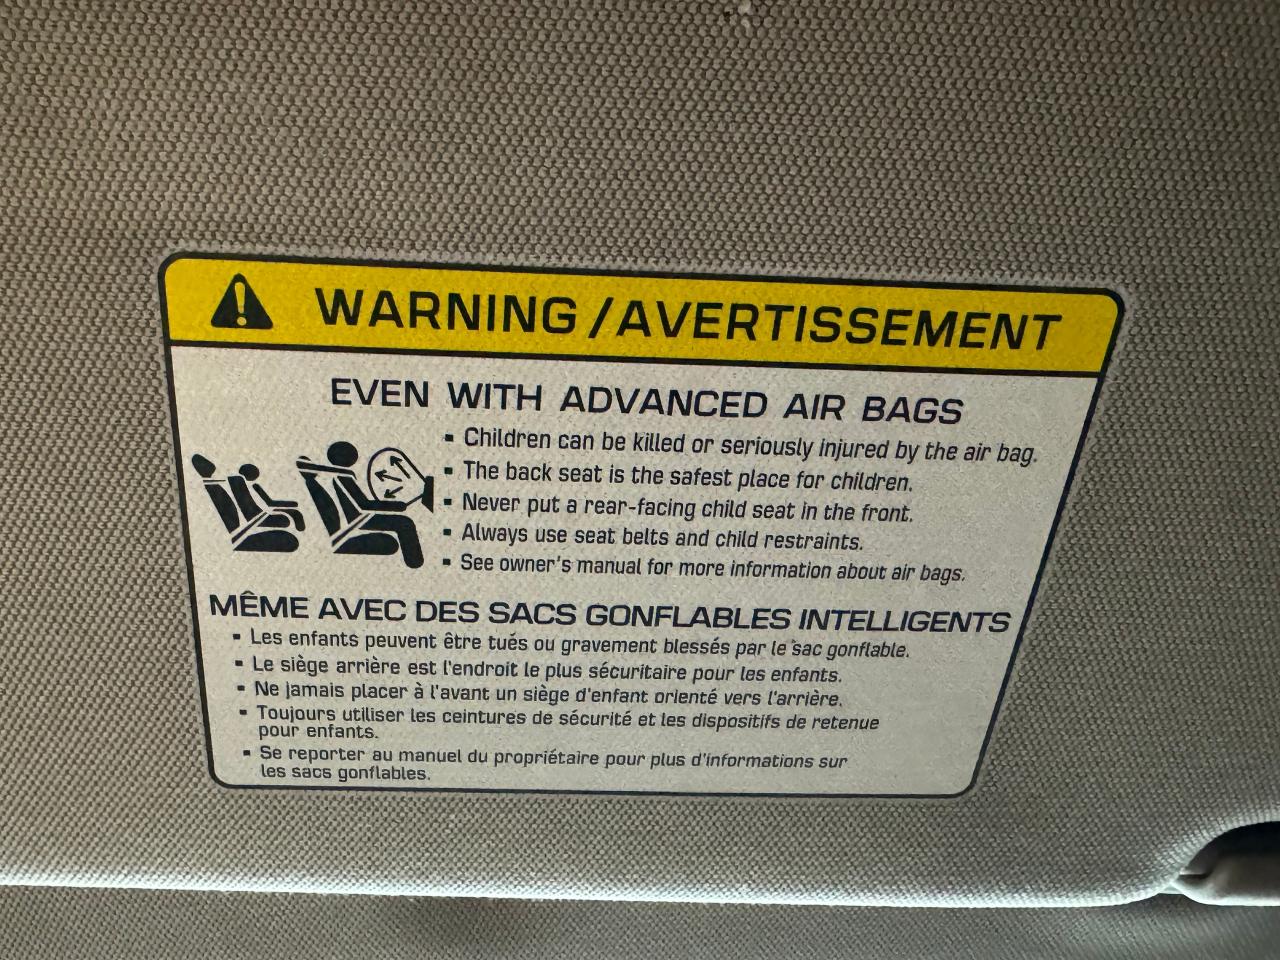 WARNING / AVERTISSEMENT
EVEN WITH ADVANCED AIR BAGS
▪ Children can be killed or seriously injured by the air bag.
▪ The back seat is the safest place for children.
▪ Never put a rear-facing child seat in the front.
▪ Always use seat belts and child restraints.
▪ See owner's manual for more information about air bags.
MÊME AVEC DES SACS GONFLABLES INTELLIGENTS
▪ Les enfants peuvent être tués ou gravement blessés par le sac gonflable.
▪ Le siège arrière est l'endroit le plus sécuritaire pour les enfants.
▪ Ne jamais placer à l'avant un siège d'enfant orienté vers l'arrière.
▪ Toujours utiliser les ceintures de sécurité et les dispositifs de retenue
pour enfants.
▪ Se reporter au manuel du propriétaire pour plus d'informations sur
les sacs gonflables.